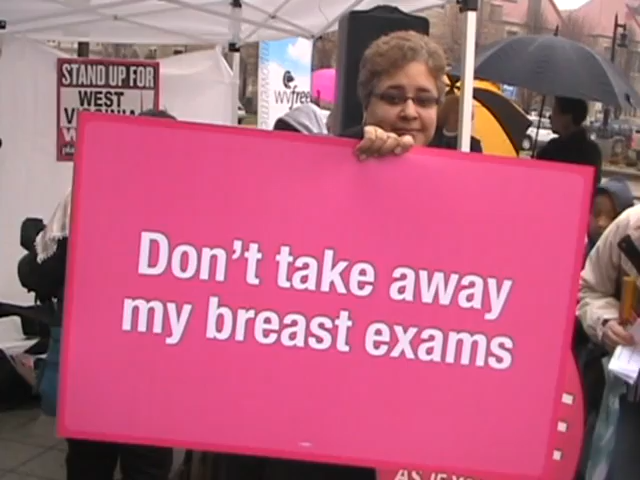 STAND UP FOR
WEST
wvfree
Don't take away
my breast exams